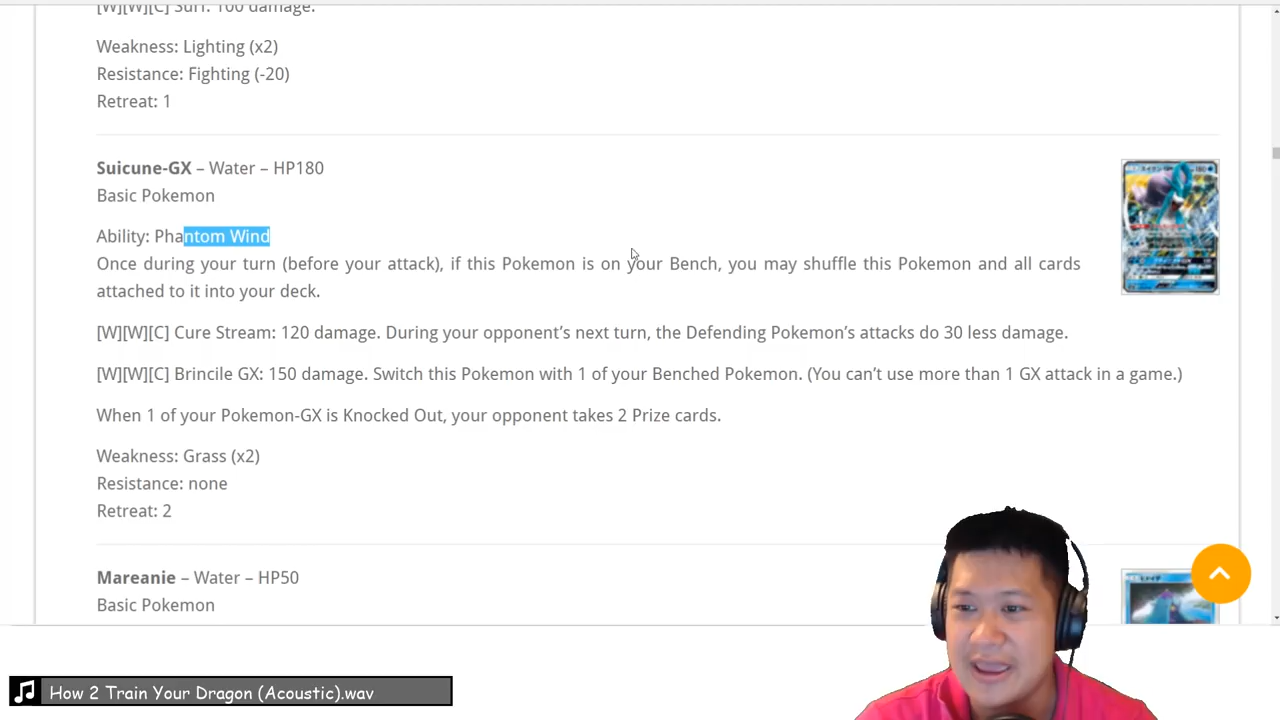 [W][W][C] Surf: 100 damage.
Weakness: Lighting (x2)
Resistance: Fighting (-20)
Retreat: 1
Suicune-GX – Water – HP180
Basic Pokemon
Ability: Phantom Wind
Once during your turn (before your attack), if this Pokemon is on your Bench, you may shuffle this Pokemon and all cards
attached to it into your deck.
[W][W][C] Cure Stream: 120 damage. During your opponent’s next turn, the Defending Pokemon’s attacks do 30 less damage.
[W][W][C] Brincile GX: 150 damage. Switch this Pokemon with 1 of your Benched Pokemon. (You can’t use more than 1 GX attack in a game.)
When 1 of your Pokemon-GX is Knocked Out, your opponent takes 2 Prize cards.
Weakness: Grass (x2)
Resistance: none
Retreat: 2
Mareanie – Water – HP50
Basic Pokemon
How 2 Train Your Dragon (Acoustic).wav